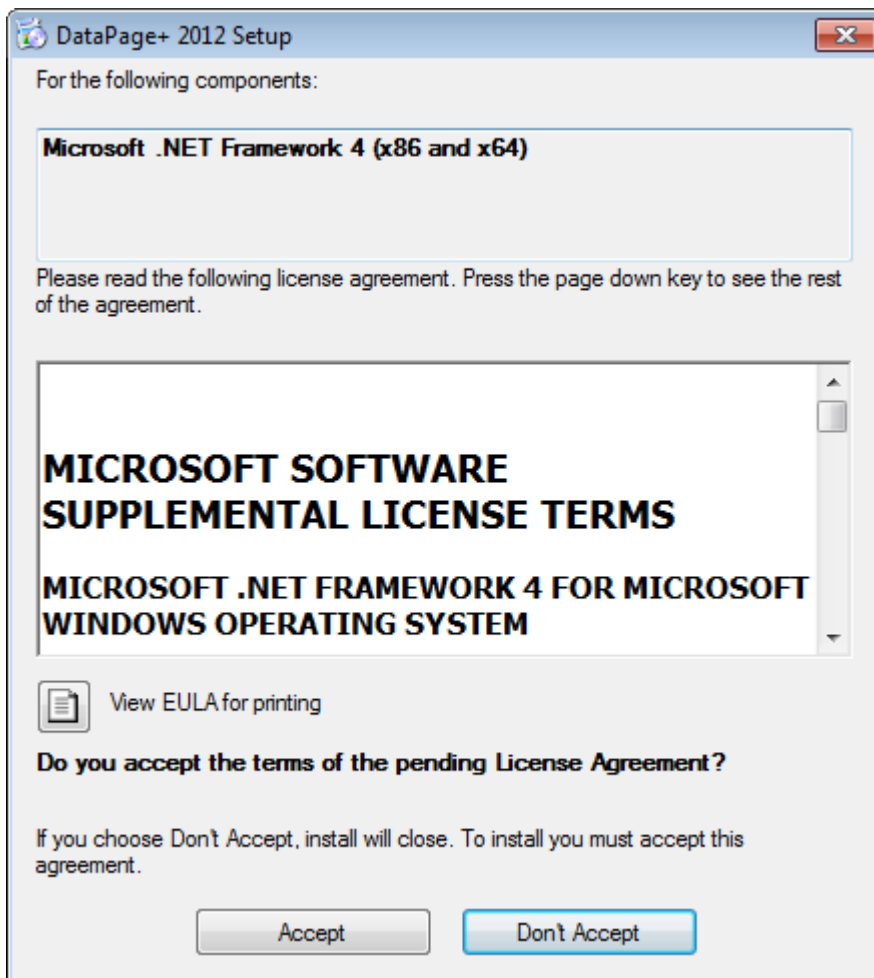 DataPage+ 2012 Setup
For the following components:
Microsoft .NET Framework 4 (x86 and x64)
Please read the following license agreement. Press the page down key to see the rest
of the agreement.
MICROSOFT SOFTWARE
SUPPLEMENTAL LICENSE TERMS
MICROSOFT .NET FRAMEWORK 4 FOR MICROSOFT
WINDOWS OPERATING SYSTEM
View EULA for printing
Do you accept the terms of the pending License Agreement?
If you choose Don't Accept, install will close. To install you must accept this
agreement.
Accept
Don't Accept